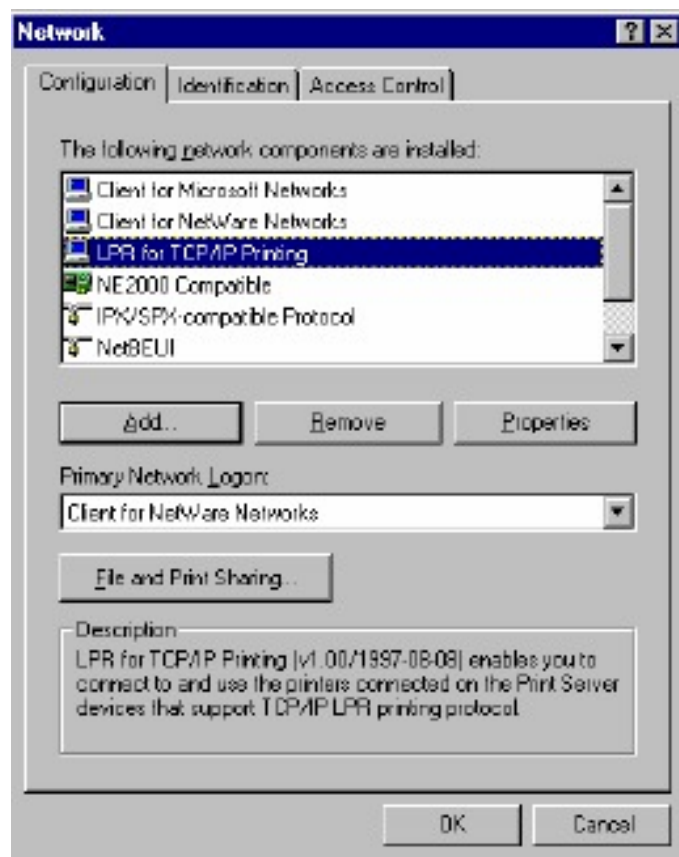 Network
Configuration Identification Access Control
The following network components are installed:
Client for Microsoft Networks
Client for NetWare Networks
LPR for TCP/IP Printing
NE2000 Compatible
IPX/SPX-compatible Protocol
NetBEUI
Add... Remove Properties
Primary Network Logon:
Client for NetWare Networks
File and Print Sharing...
Description
LPR for TCP/IP Printing (v1.00/1997-08-08) enables you to
connect to and use the printers connected on the Print Server
devices that support TCP/IP LPR printing protocol.
OK Cancel